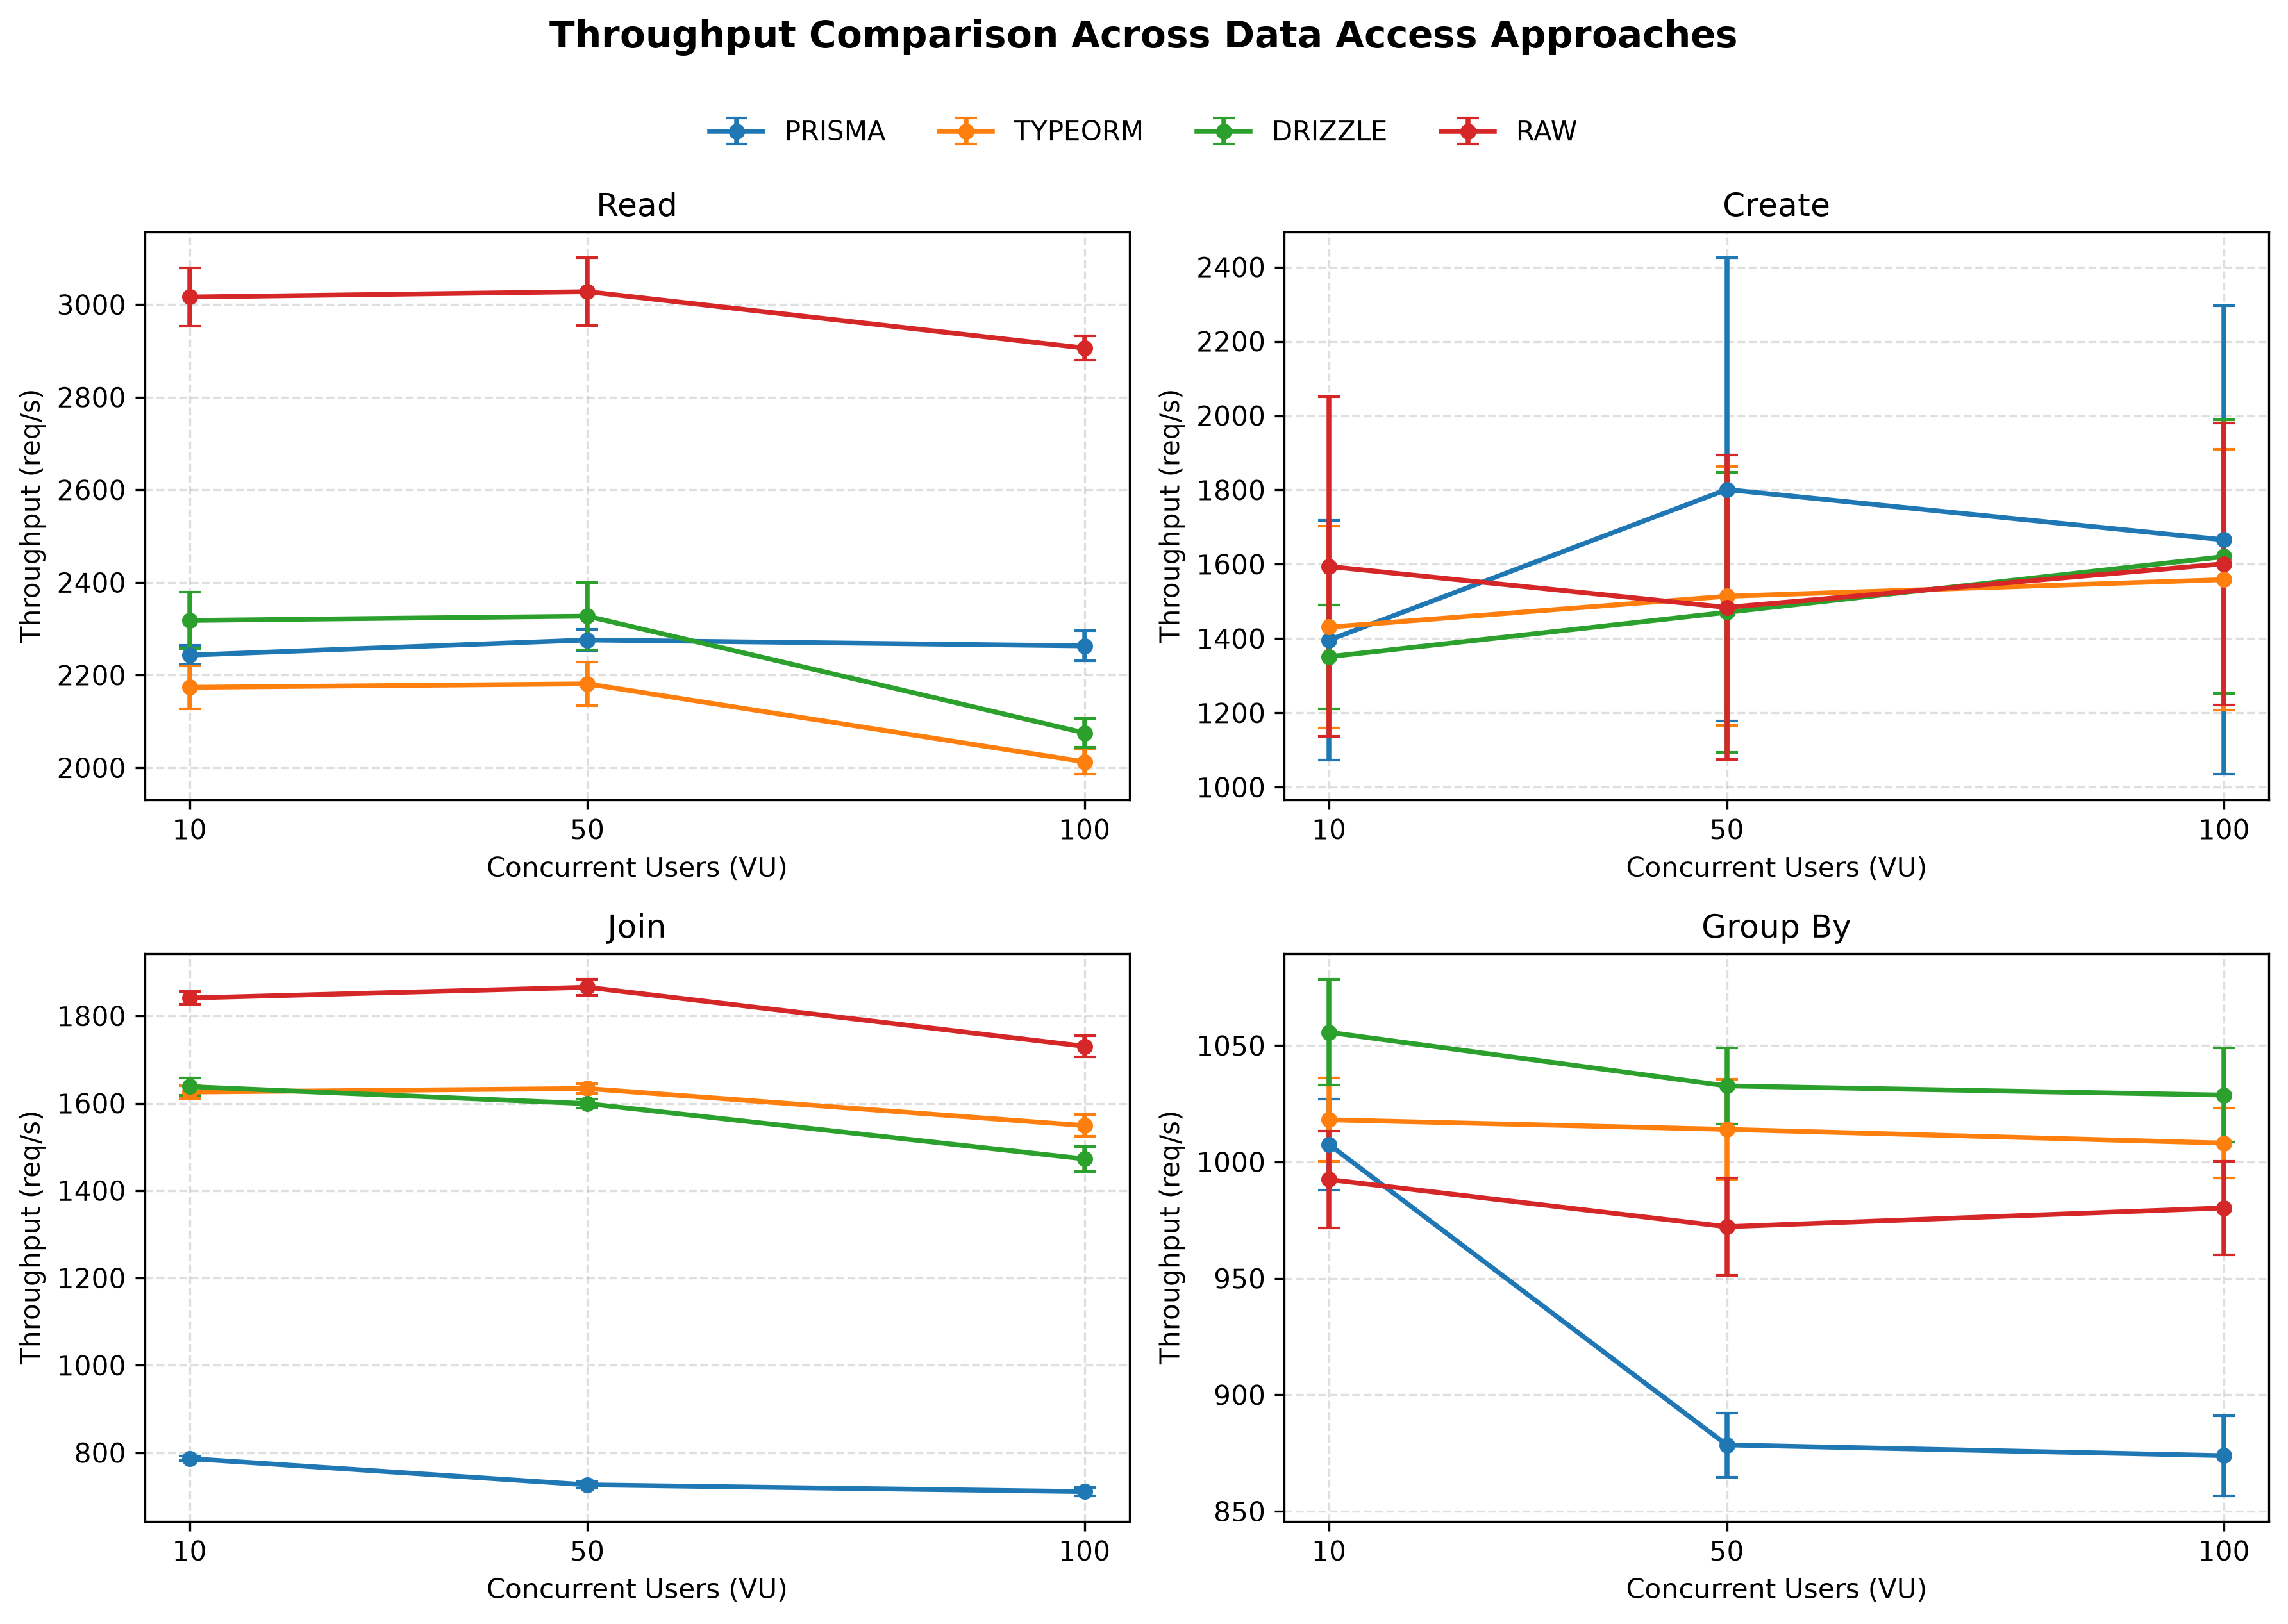 Throughput Comparison Across Data Access Approaches
PRISMA TYPEORM DRIZZLE RAW
Read
Throughput (req/s)
3000
2800
2600
2400
2200
2000
10 50 100
Concurrent Users (VU)
Create
Throughput (req/s)
2400
2200
2000
1800
1600
1400
1200
1000
10 50 100
Concurrent Users (VU)
Join
Throughput (req/s)
1800
1600
1400
1200
1000
800
10 50 100
Concurrent Users (VU)
Group By
Throughput (req/s)
1050
1000
950
900
850
10 50 100
Concurrent Users (VU)